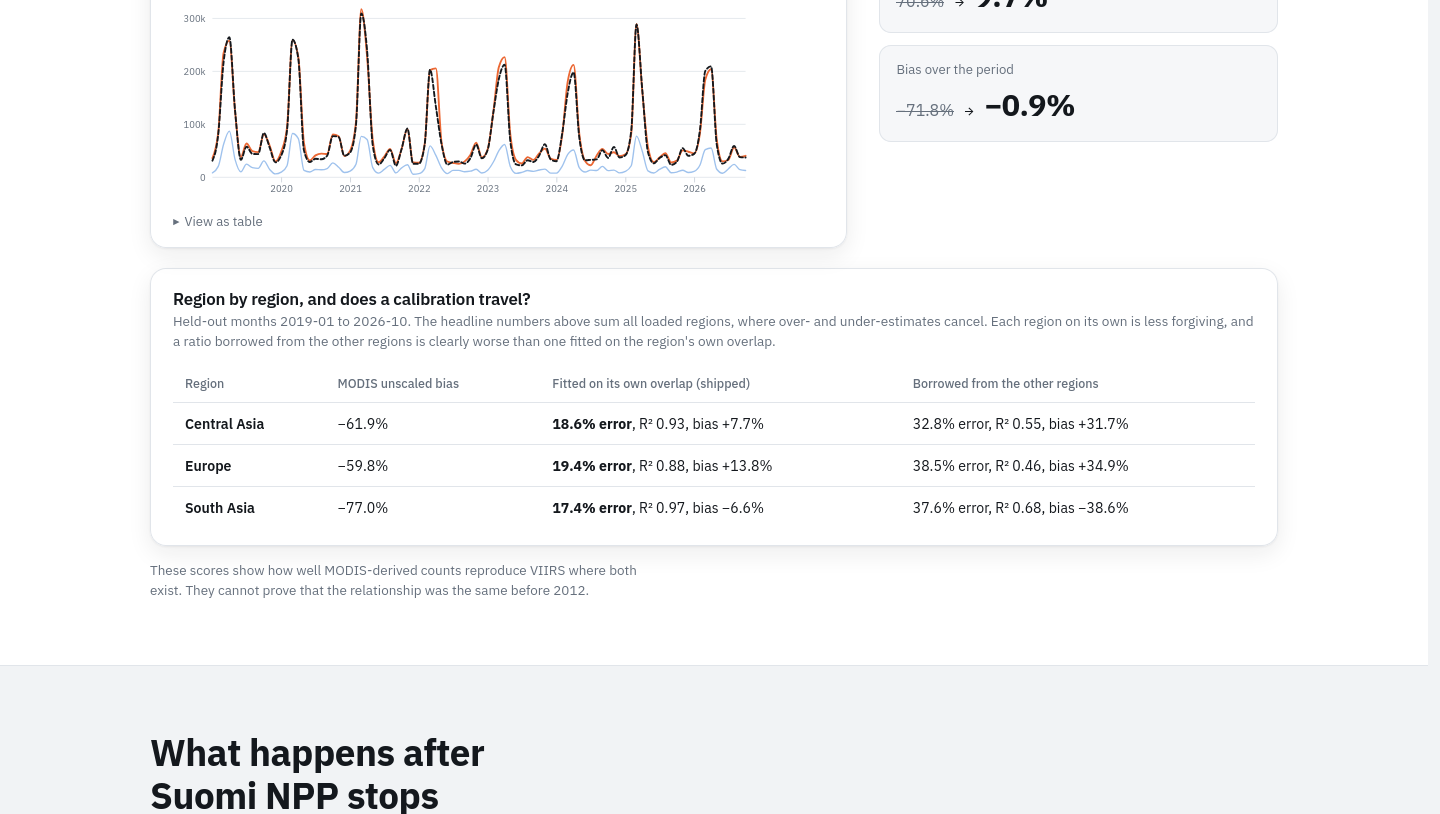 70.6% → 9.7%
300k
200k
100k
0
2020 2021 2022 2023 2024 2025 2026
▸ View as table
Bias over the period
−71.8% → −0.9%
Region by region, and does a calibration travel?
Held-out months 2019-01 to 2026-10. The headline numbers above sum all loaded regions, where over- and under-estimates cancel. Each region on its own is less forgiving, and
a ratio borrowed from the other regions is clearly worse than one fitted on the region's own overlap.
Region MODIS unscaled bias Fitted on its own overlap (shipped) Borrowed from the other regions
Central Asia −61.9% 18.6% error, R² 0.93, bias +7.7% 32.8% error, R² 0.55, bias +31.7%
Europe −59.8% 19.4% error, R² 0.88, bias +13.8% 38.5% error, R² 0.46, bias +34.9%
South Asia −77.0% 17.4% error, R² 0.97, bias −6.6% 37.6% error, R² 0.68, bias −38.6%
These scores show how well MODIS-derived counts reproduce VIIRS where both
exist. They cannot prove that the relationship was the same before 2012.
What happens after
Suomi NPP stops